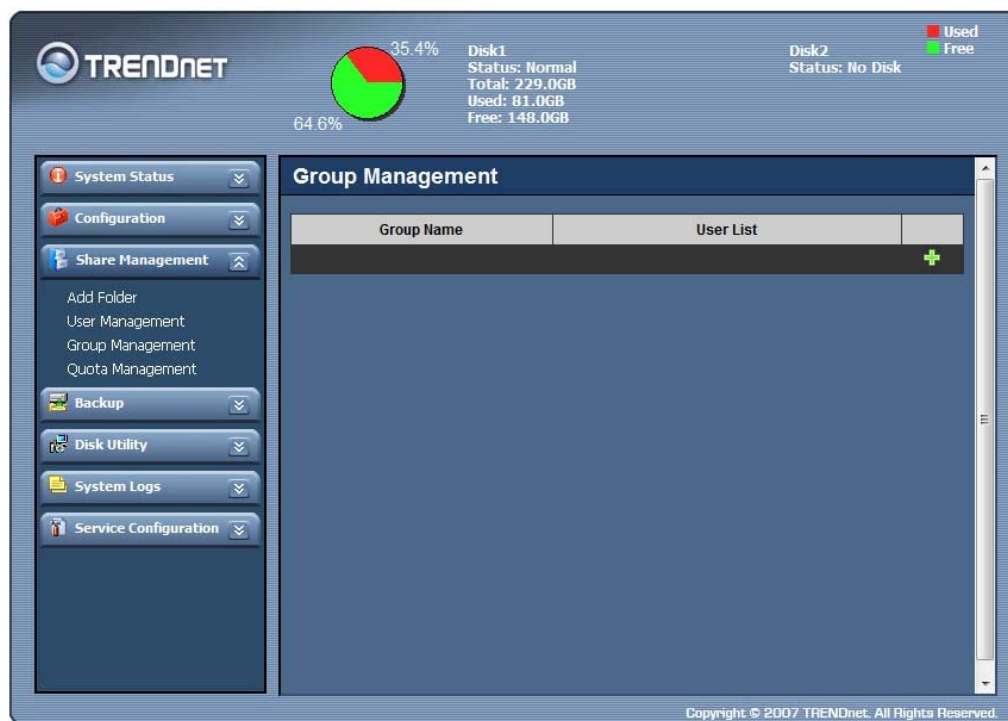 TRENDNET
35.4%
64.6%
Disk1
Status: Normal
Total: 229.0GB
Used: 81.0GB
Free: 148.0GB
Disk2
Status: No Disk
Used
Free
System Status
Configuration
Share Management
Add Folder
User Management
Group Management
Quota Management
Backup
Disk Utility
System Logs
Service Configuration
Group Management
Group Name User List
Copyright © 2007 TRENDnet. All Rights Reserved.